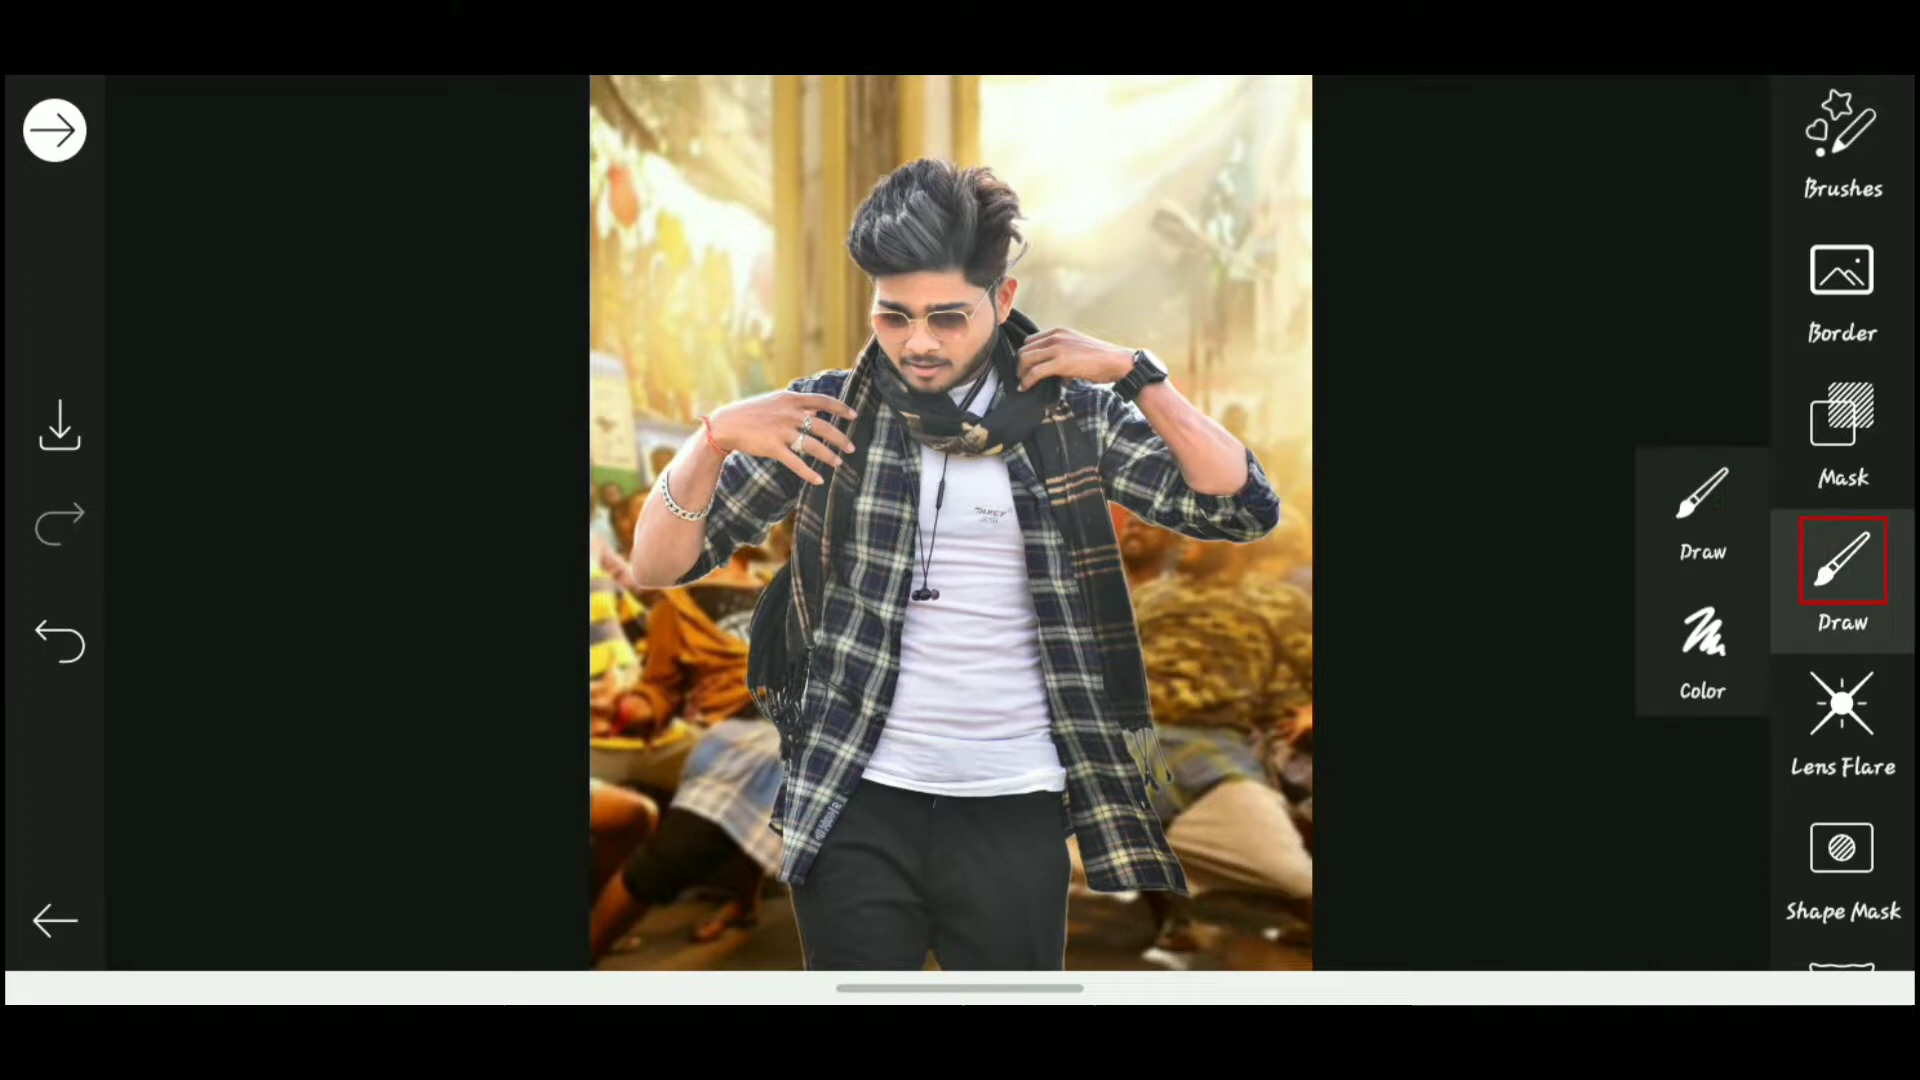 Brushes
Border
Mask
Draw
Lens Flare
Shape Mask
Draw
Color